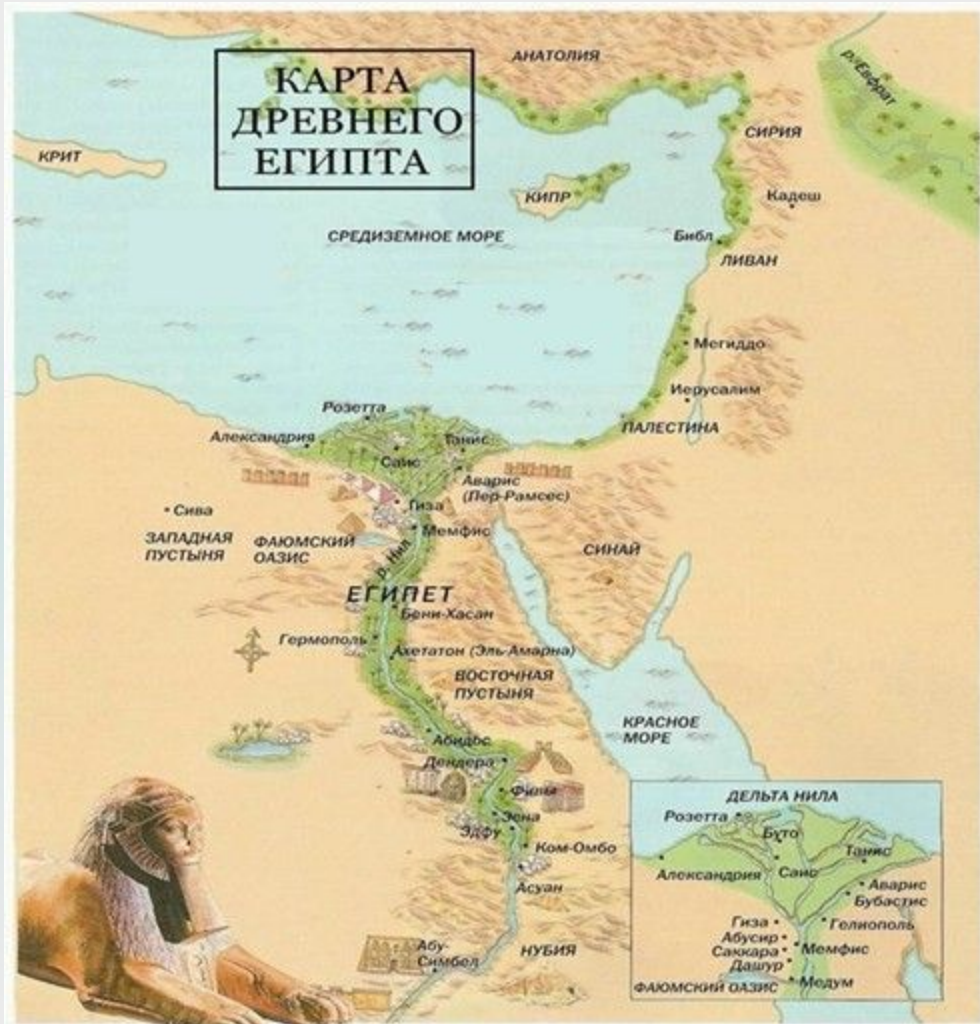 КАРТА
ДРЕВНЕГО
ЕГИПТА
АНАТОЛИЯ
р. Евфрат
СИРИЯ
КРИТ
КИПР
Кадеш
СРЕДИЗЕМНОЕ МОРЕ
Библ
ЛИВАН
Мегиддо
Иерусалим
ПАЛЕСТИНА
Розетта
Александрия
Танис
Саис
Аварис
(Пер-Рамсес)
Гиза
Сива
Мемфис
ЗАПАДНАЯ
ПУСТЫНЯ
ФАЮМСКИЙ
ОАЗИС
р. Нил
СИНАЙ
ЕГИПЕТ
Бени-Хасан
Гермополь
Ахетатон (Эль-Амарна)
ВОСТОЧНАЯ
ПУСТЫНЯ
КРАСНОЕ
МОРЕ
Абидос
Дендера
Фивы
Эсна
Эдфу
Ком-Омбо
Асуан
Абу-
Симбел
НУБИЯ
ДЕЛЬТА НИЛА
Розетта
Буто
Танис
Александрия
Саис
Аварис
Бубастис
Гиза
Гелиополь
Абусир
Саккара
Мемфис
Дашур
ФАЮМСКИЙ ОАЗИС
Медум